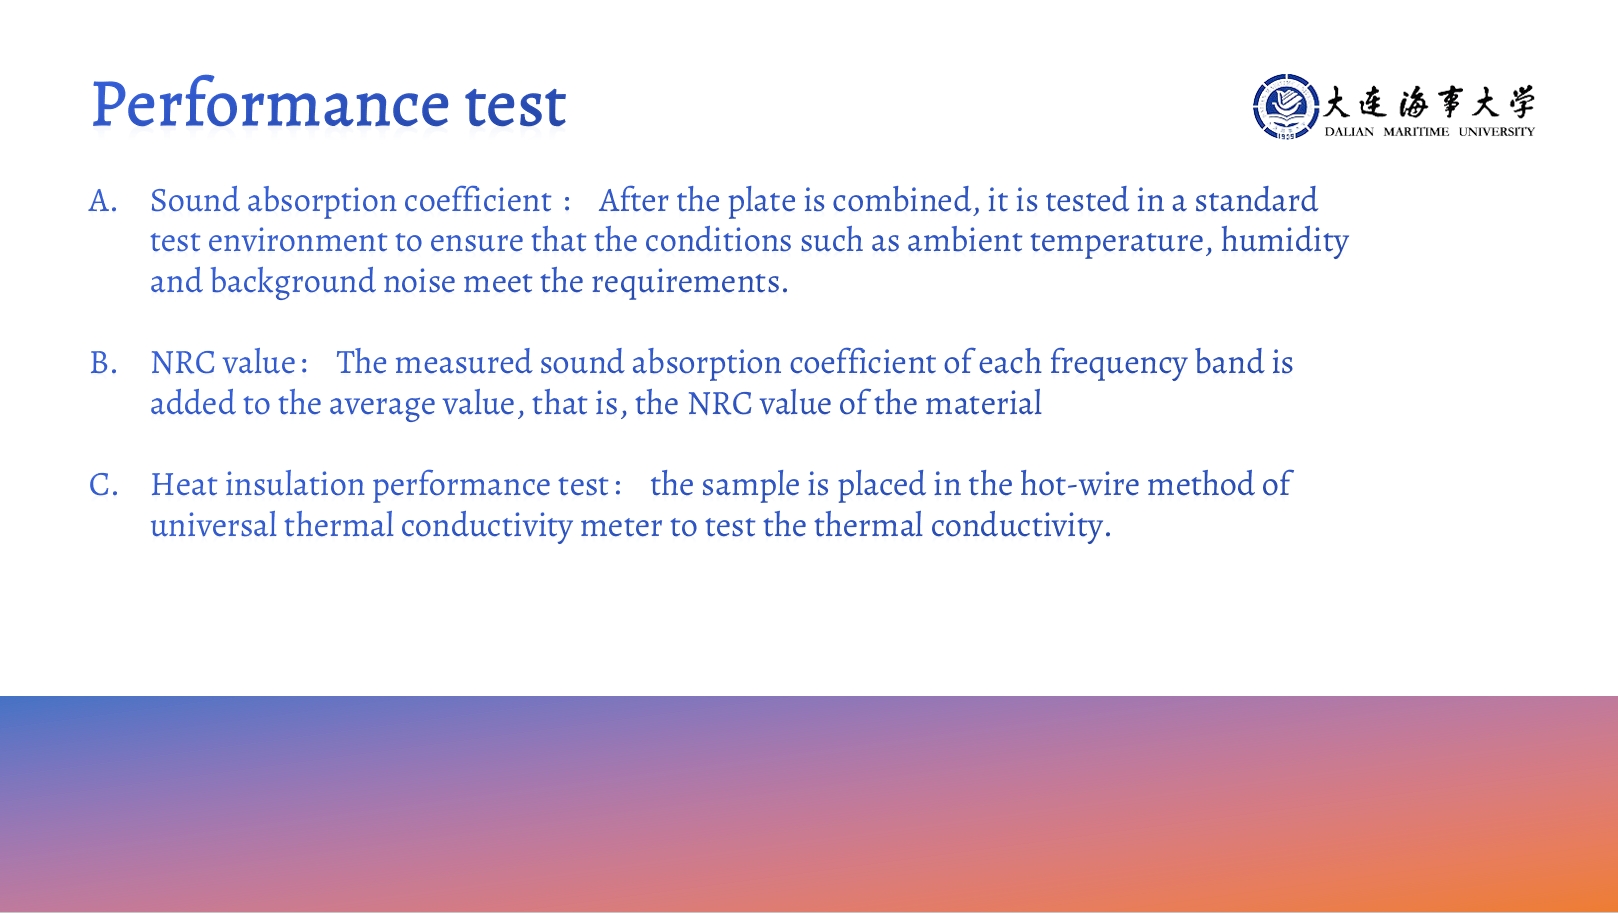 Performance test
大连海事大学
DALIAN MARITIME UNIVERSITY
1909
A. Sound absorption coefficient： After the plate is combined, it is tested in a standard
test environment to ensure that the conditions such as ambient temperature, humidity
and background noise meet the requirements.
B. NRC value： The measured sound absorption coefficient of each frequency band is
added to the average value, that is, the NRC value of the material
C. Heat insulation performance test： the sample is placed in the hot-wire method of
universal thermal conductivity meter to test the thermal conductivity.